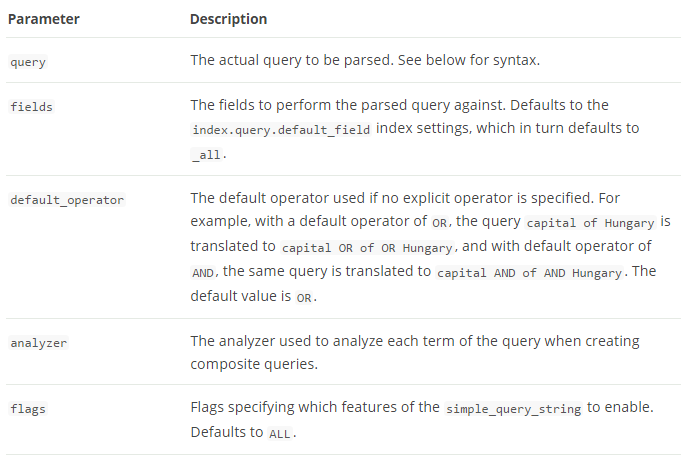 Parameter Description
query The actual query to be parsed. See below for syntax.
fields The fields to perform the parsed query against. Defaults to the
index.query.default_field index settings, which in turn defaults to
_all.
default_operator The default operator used if no explicit operator is specified. For
example, with a default operator of OR, the query capital of Hungary is
translated to capital OR of OR Hungary, and with default operator of
AND, the same query is translated to capital AND of AND Hungary. The
default value is OR.
analyzer The analyzer used to analyze each term of the query when creating
composite queries.
flags Flags specifying which features of the simple_query_string to enable.
Defaults to ALL.